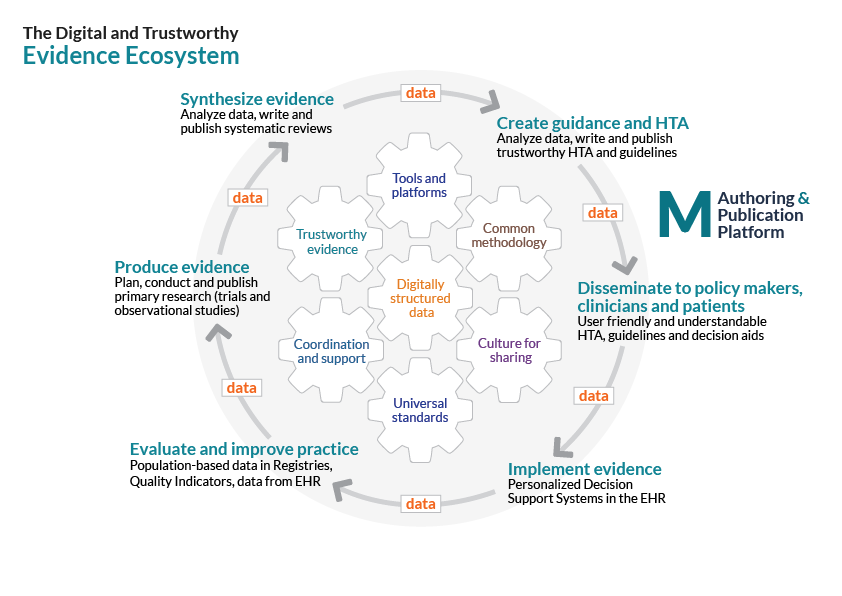 The Digital and Trustworthy
Evidence Ecosystem
Synthesize evidence
Analyze data, write and
publish systematic reviews
data
Create guidance and HTA
Analyze data, write and publish
trustworthy HTA and guidelines
data
M
Authoring &
Publication
Platform
Disseminate to policy makers,
clinicians and patients
User friendly and understandable
HTA, guidelines and decision aids
data
Implement evidence
Personalized Decision
Support Systems in the EHR
data
Evaluate and improve practice
Population-based data in Registries,
Quality Indicators, data from EHR
data
Produce evidence
Plan, conduct and publish
primary research (trials and
observational studies)
data
Tools and
platforms
Trustworthy
evidence
Common
methodology
Digitally
structured
data
Coordination
and support
Culture for
sharing
Universal
standards